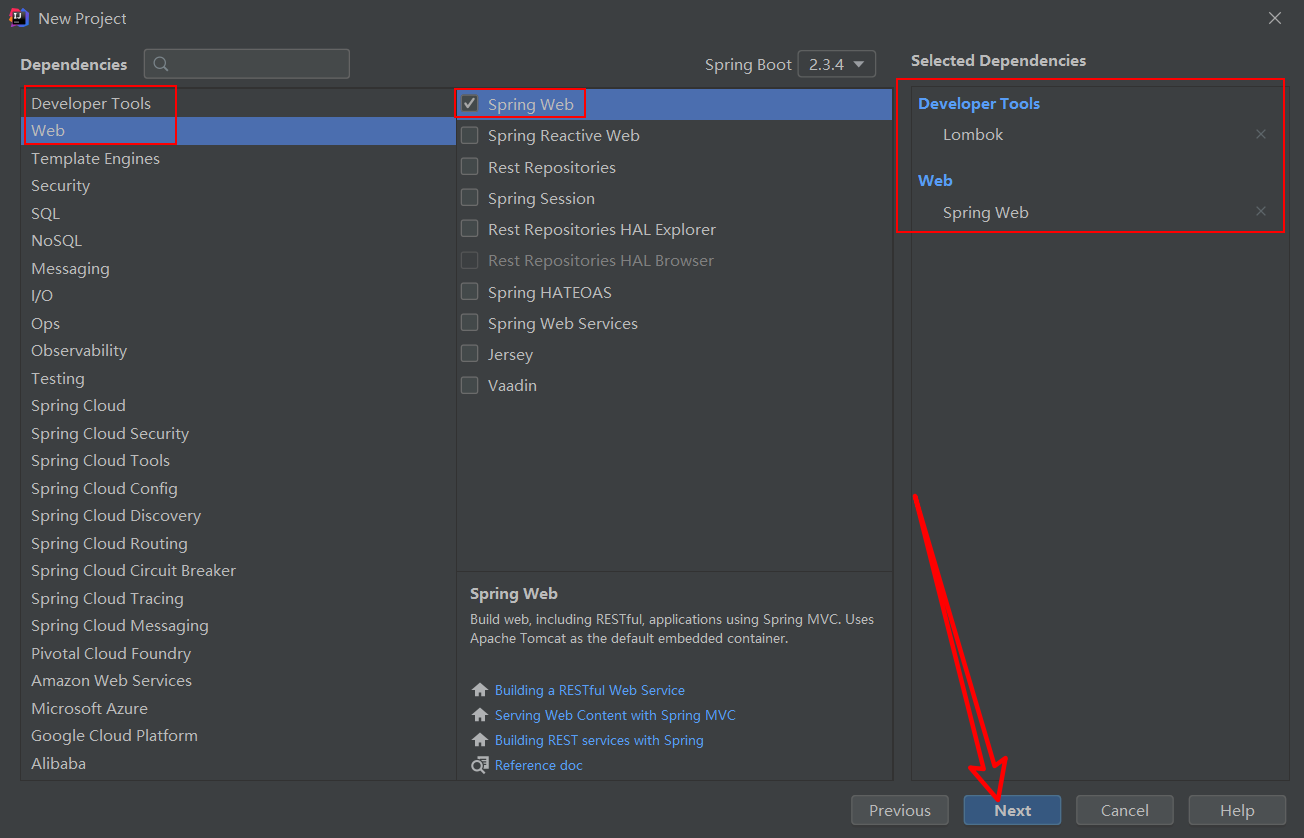 New Project
Dependencies
Spring Boot 2.3.4
Selected Dependencies
Developer Tools
Web
Template Engines
Security
SQL
NoSQL
Messaging
I/O
Ops
Observability
Testing
Spring Cloud
Spring Cloud Security
Spring Cloud Tools
Spring Cloud Config
Spring Cloud Discovery
Spring Cloud Routing
Spring Cloud Circuit Breaker
Spring Cloud Tracing
Spring Cloud Messaging
Pivotal Cloud Foundry
Amazon Web Services
Microsoft Azure
Google Cloud Platform
Alibaba
Spring Web
Spring Reactive Web
Rest Repositories
Spring Session
Rest Repositories HAL Explorer
Rest Repositories HAL Browser
Spring HATEOAS
Spring Web Services
Jersey
Vaadin
Spring Web
Build web, including RESTful, applications using Spring MVC. Uses
Apache Tomcat as the default embedded container.
Building a RESTful Web Service
Serving Web Content with Spring MVC
Building REST services with Spring
Reference doc
Developer Tools
Lombok
Web
Spring Web
Previous
Next
Cancel
Help